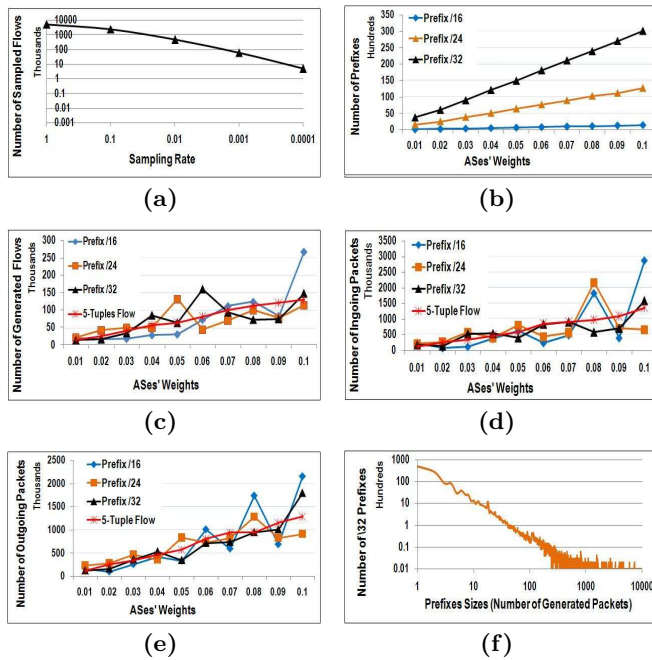 Number of Sampled Flows
Thousands
10000
1000
100
10
1
0.1
0.01
0.001
1 0.1 0.01 0.001 0.0001
Sampling Rate
(a)
Number of Prefixes
Hundreds
350
300
250
200
150
100
50
0
Prefix /16
Prefix /24
Prefix /32
0.01 0.02 0.03 0.04 0.05 0.06 0.07 0.08 0.09 0.1
ASes' Weights
(b)
Number of Generated Flows
Thousands
300
250
200
150
100
50
0
Prefix /16
Prefix /24
Prefix /32
5-Tuples Flow
0.01 0.02 0.03 0.04 0.05 0.06 0.07 0.08 0.09 0.1
ASes' Weights
(c)
Number of Ingoing Packets
Thousands
3500
3000
2500
2000
1500
1000
500
0
Prefix /16
Prefix /24
Prefix /32
5-Tuple Flow
0.01 0.02 0.03 0.04 0.05 0.06 0.07 0.08 0.09 0.1
ASes' Weights
(d)
Number of Outgoing Packets
Thousands
2500
2000
1500
1000
500
0
Prefix /16
Prefix /24
Prefix /32
5-Tuple Flow
0.01 0.02 0.03 0.04 0.05 0.06 0.07 0.08 0.09 0.1
ASes' Weights
(e)
Number of \32 Prefixes
Hundreds
1000
100
10
1
0.1
0.01
1 10 100 1000 10000
Prefixes Sizes (Number of Generated Packets)
(f)